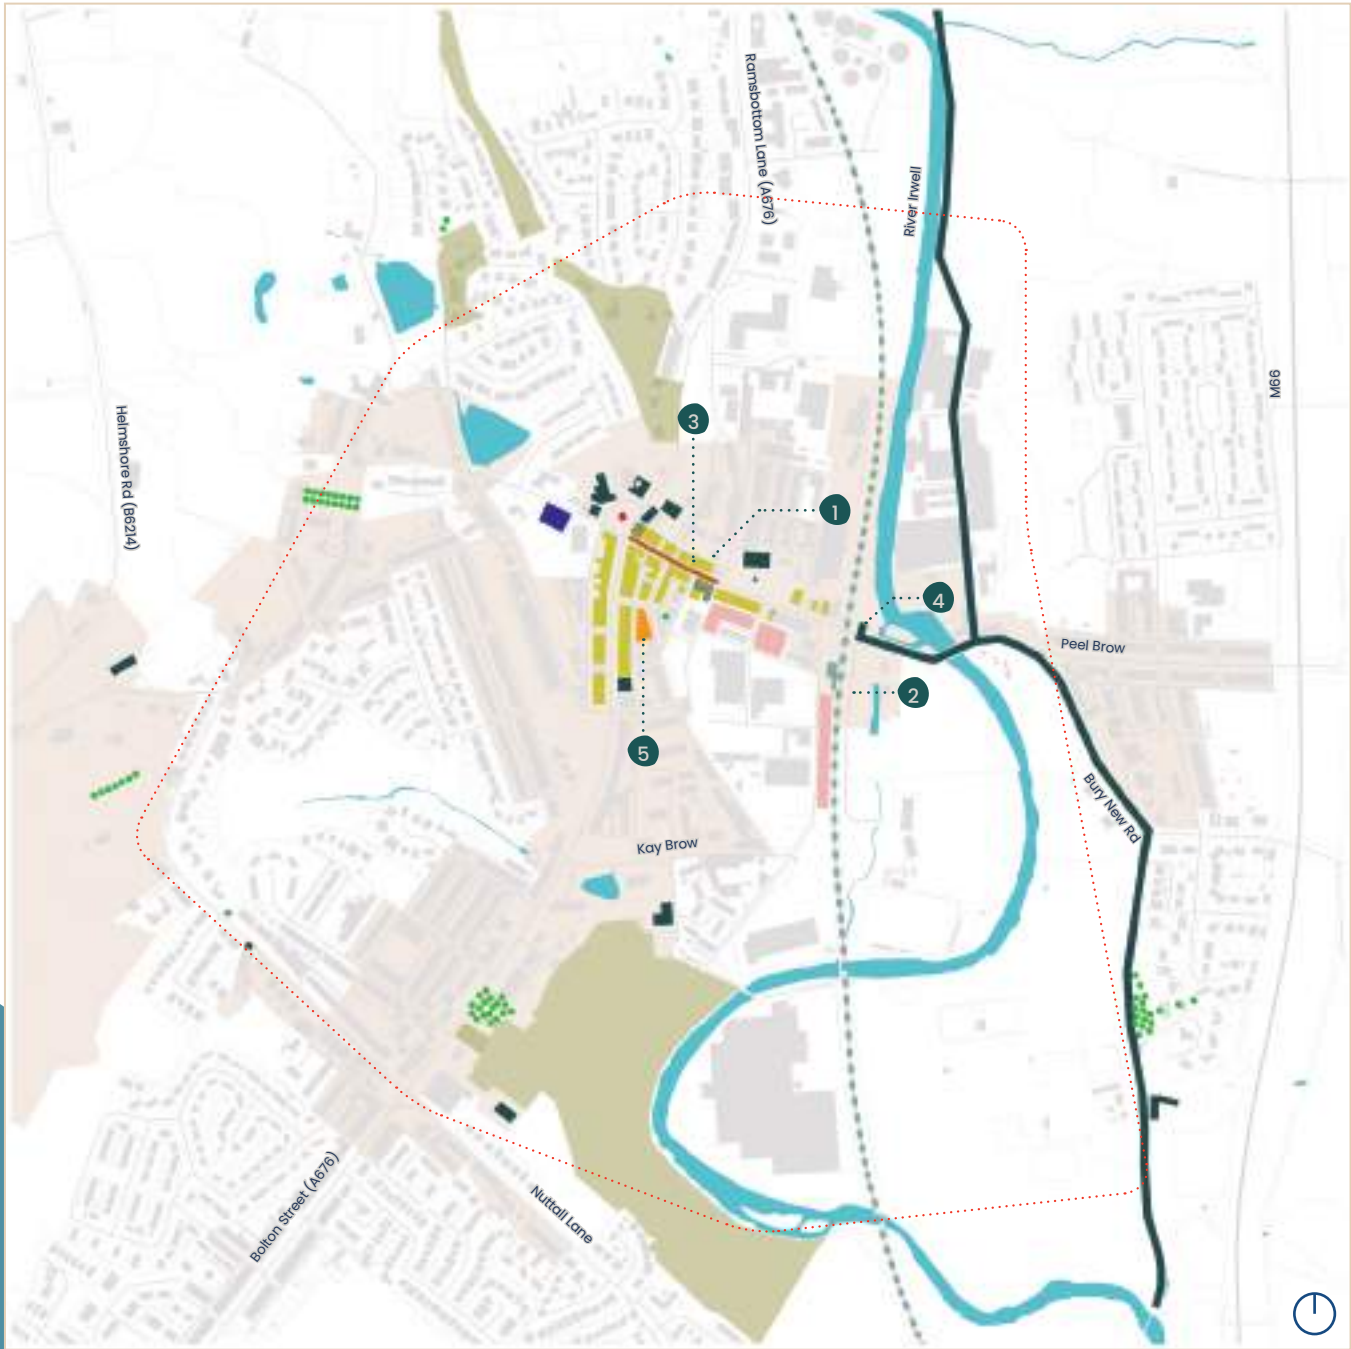 Ramsbottom Lane (A676)
River Irwell
M66
Helmshore Rd (B6214)
3
1
4
Peel Brow
2
5
Bury New Rd
Kay Brow
Bolton Street (A676)
Nuttall Lane